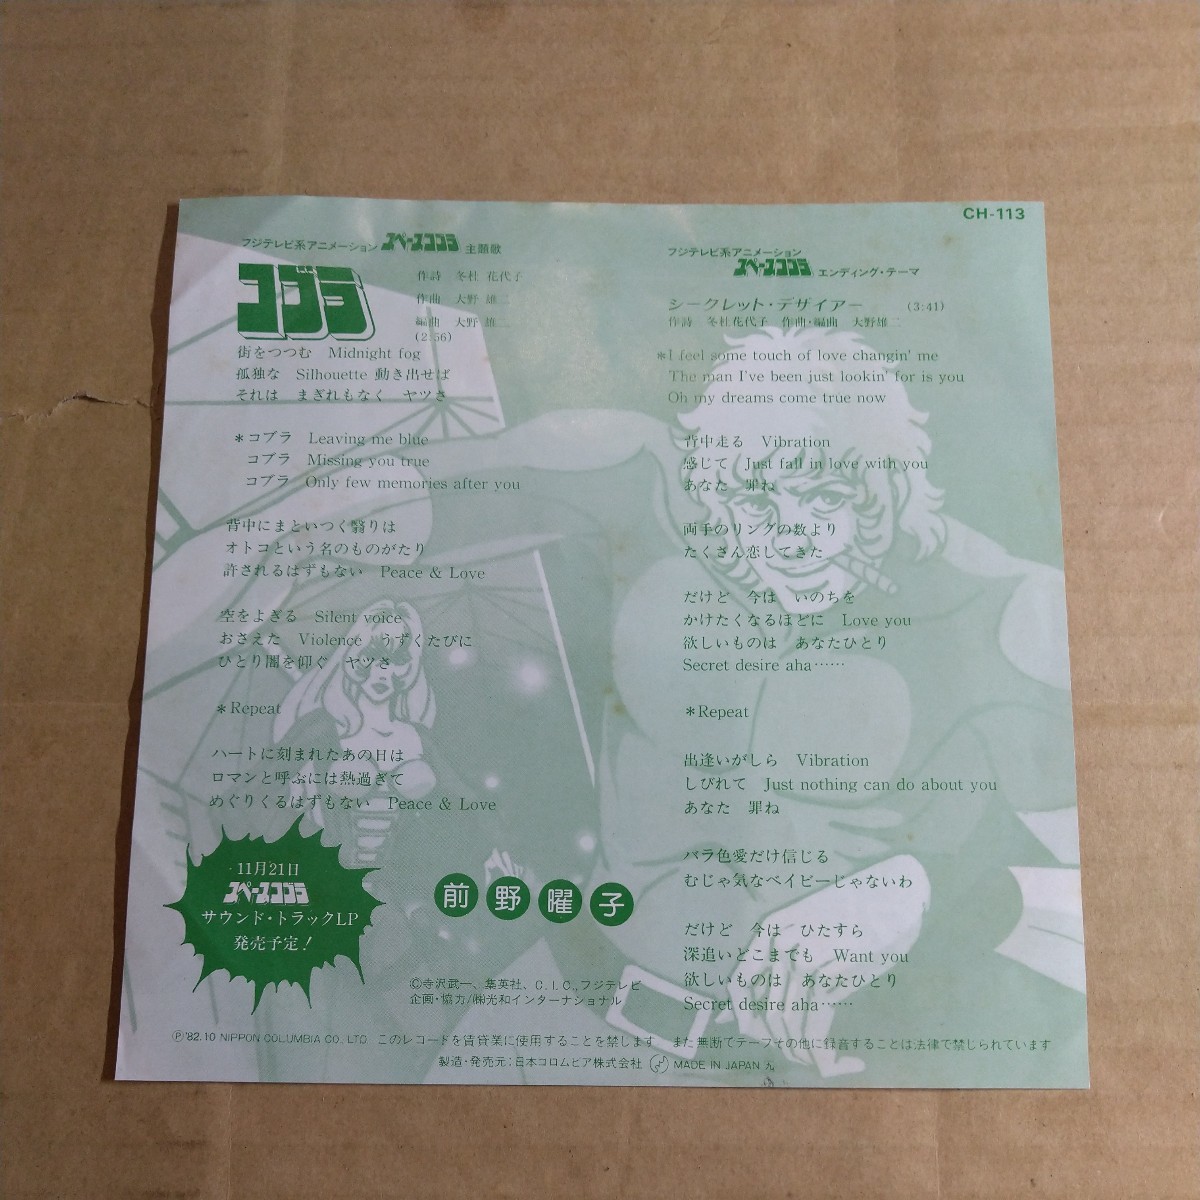 CH-113
フジテレビ系アニメーション スペースコブラ 主題歌
コブラ
作詩 冬杜 花代子
作曲 大野 雄二
編曲 大野 雄二
(2:56)
街をつつむ Midnight fog
孤独な Silhouette 動き出せば
それは まぎれもなく ヤツさ
*コブラ Leaving me blue
コブラ Missing you true
コブラ Only few memories after you
背中にまといつく翳りは
オトコという名のものがたり
許されるはずもない Peace & Love
空をよぎる Silent voice
おさえた Violence うずくたびに
ひとり闇を仰ぐ ヤツさ
*Repeat
ハートに刻まれたあの日は
ロマンと呼ぶには熱過ぎて
めぐりくるはずもない Peace & Love
11月21日
スペースコブラ
サウンド・トラックLP
発売予定!
前野曜子
フジテレビ系アニメーション
スペースコブラ エンディング・テーマ
シークレット・デザイアー (3:41)
作詩 冬杜花代子 作曲・編曲 大野雄二
*I feel some touch of love changin' me
The man I've been just lookin' for is you
Oh my dreams come true now
背中走る Vibration
感じて Just fall in love with you
あなた 罪ね
両手のリングの数より
たくさん恋してきた
だけど 今は いのちを
かけたくなるほどに Love you
欲しいものは あなたひとり
Secret desire aha……
*Repeat
出逢いがしら Vibration
しびれて Just nothing can do about you
あなた 罪ね
バラ色愛だけ信じる
むじゃ気なベイビーじゃないわ
だけど 今は ひたすら
深追いどこまでも Want you
欲しいものは あなたひとり
Secret desire aha……
©寺沢武一、集英社、C.I.C.,フジテレビ
企画・協力/㈱光和インターナショナル
Ⓟ'82.10 NIPPON COLUMBIA CO., LTD. このレコードを賃貸業に使用することを禁じます また無断でテープその他に録音することは法律で禁じられています
製造・発売元:日本コロムビア株式会社 MADE IN JAPAN 九